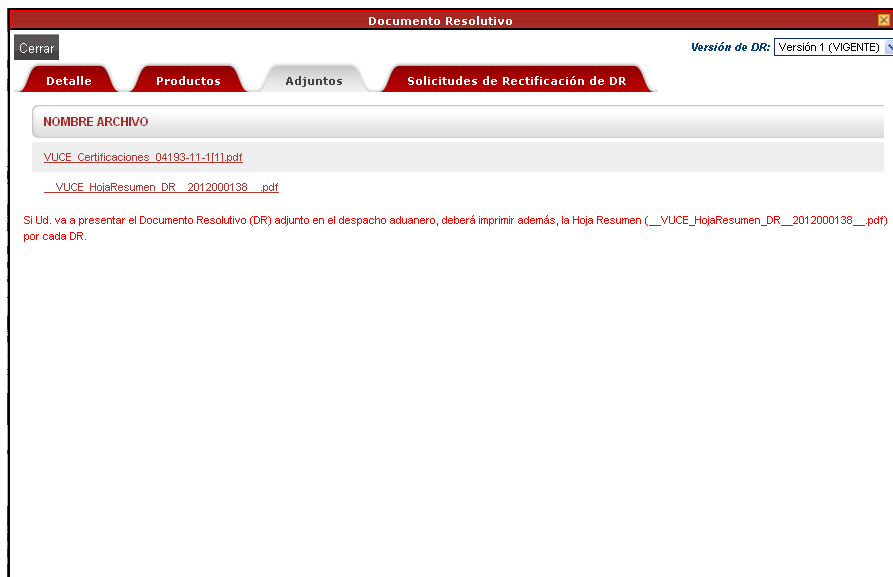 Documento Resolutivo
Cerrar
Versión de DR: Versión 1 (VIGENTE)
Detalle Productos Adjuntos Solicitudes de Rectificación de DR
NOMBRE ARCHIVO
VUCE_Certificaciones_04193-11-1[1].pdf
__VUCE_HojaResumen_DR__2012000138__.pdf
Si Ud. va a presentar el Documento Resolutivo (DR) adjunto en el despacho aduanero, deberá imprimir además, la Hoja Resumen (__VUCE_HojaResumen_DR__2012000138__.pdf)
por cada DR.